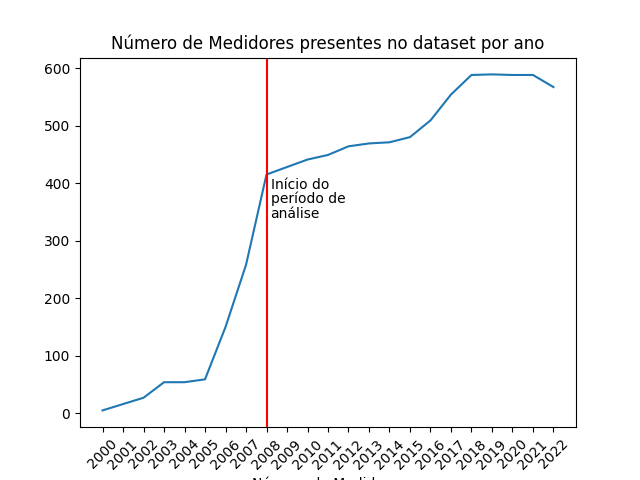 Número de Medidores presentes no dataset por ano
600
500
400
300
200
100
0
Início do
período de
análise
2000 2001 2002 2003 2004 2005 2006 2007 2008 2009 2010 2011 2012 2013 2014 2015 2016 2017 2018 2019 2020 2021 2022